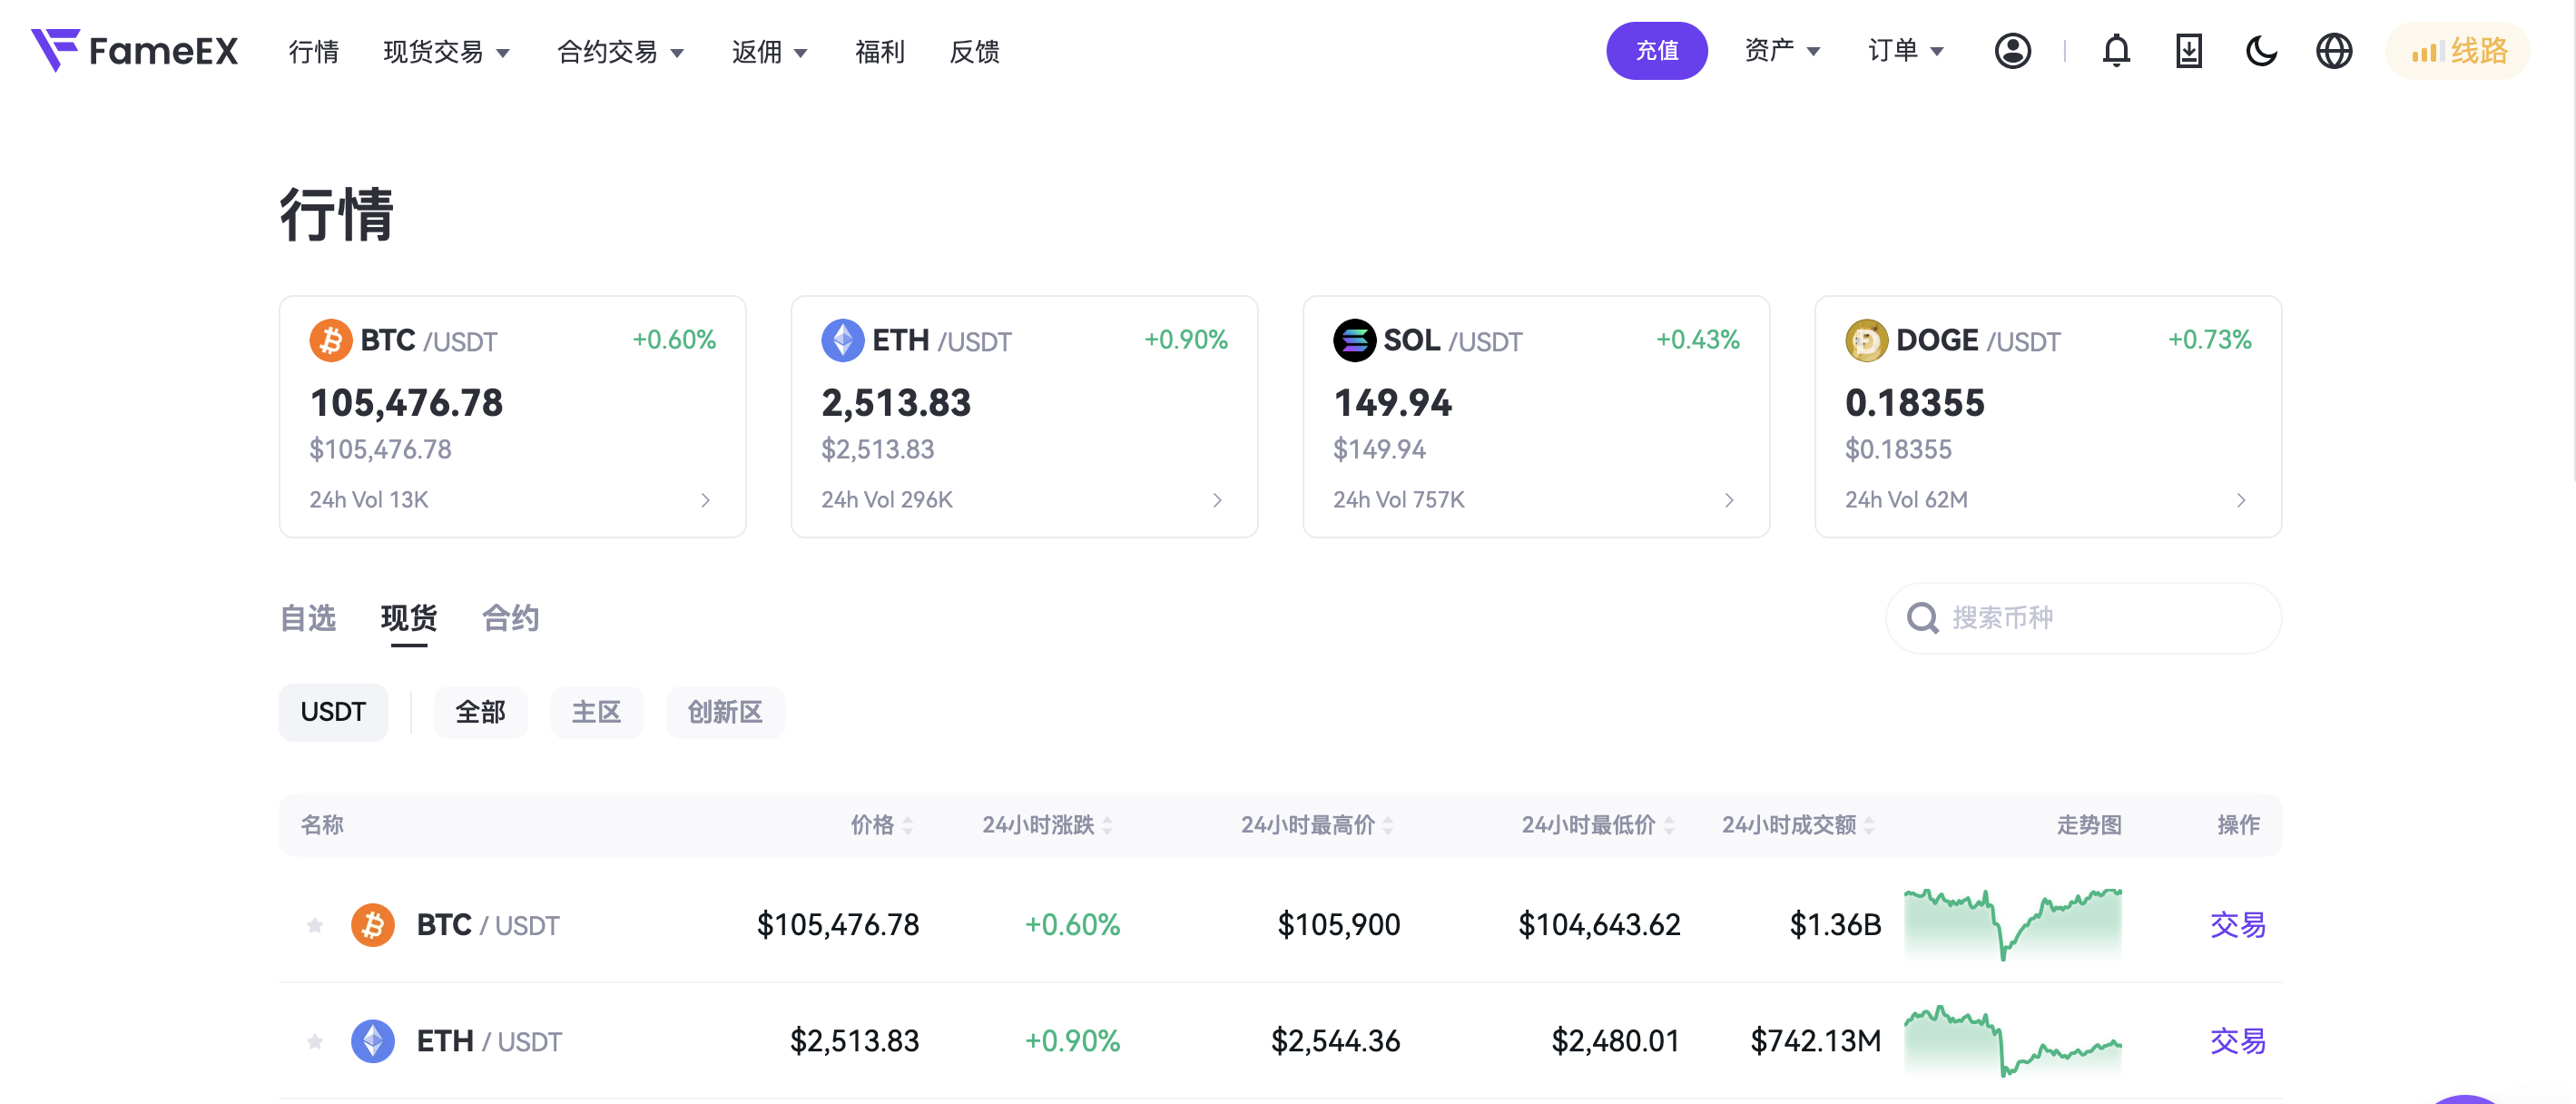 FameEX 行情 现货交易 合约交易 返佣 福利 反馈 充值 资产 订单 线路
行情
BTC /USDT +0.60%
105,476.78
$105,476.78
24h Vol 13K
ETH /USDT +0.90%
2,513.83
$2,513.83
24h Vol 296K
SOL /USDT +0.43%
149.94
$149.94
24h Vol 757K
DOGE /USDT +0.73%
0.18355
$0.18355
24h Vol 62M
自选 现货 合约 搜索币种
USDT 全部 主区 创新区
名称 价格 24小时涨跌 24小时最高价 24小时最低价 24小时成交额 走势图 操作
BTC / USDT $105,476.78 +0.60% $105,900 $104,643.62 $1.36B 交易
ETH / USDT $2,513.83 +0.90% $2,544.36 $2,480.01 $742.13M 交易